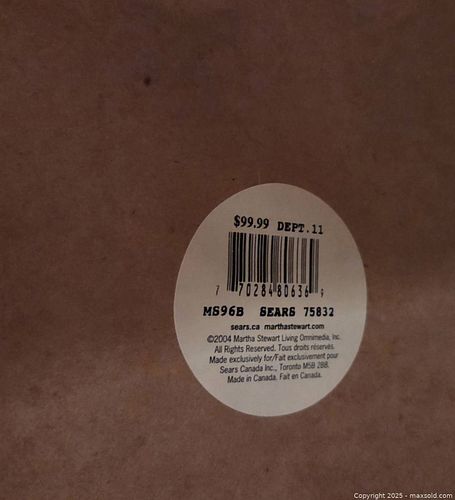 $99.99 DEPT.11
7 70284 80636 9
MS96B SEARS 75832
sears.ca marthastewart.com
©2004 Martha Stewart Living Omnimedia, Inc.
All Rights Reserved. Tous droits réservés.
Made exclusively for/Fait exclusivement pour
Sears Canada Inc., Toronto M5B 2B8.
Made in Canada. Fait en Canada.
Copyright 2025 - maxsold.com